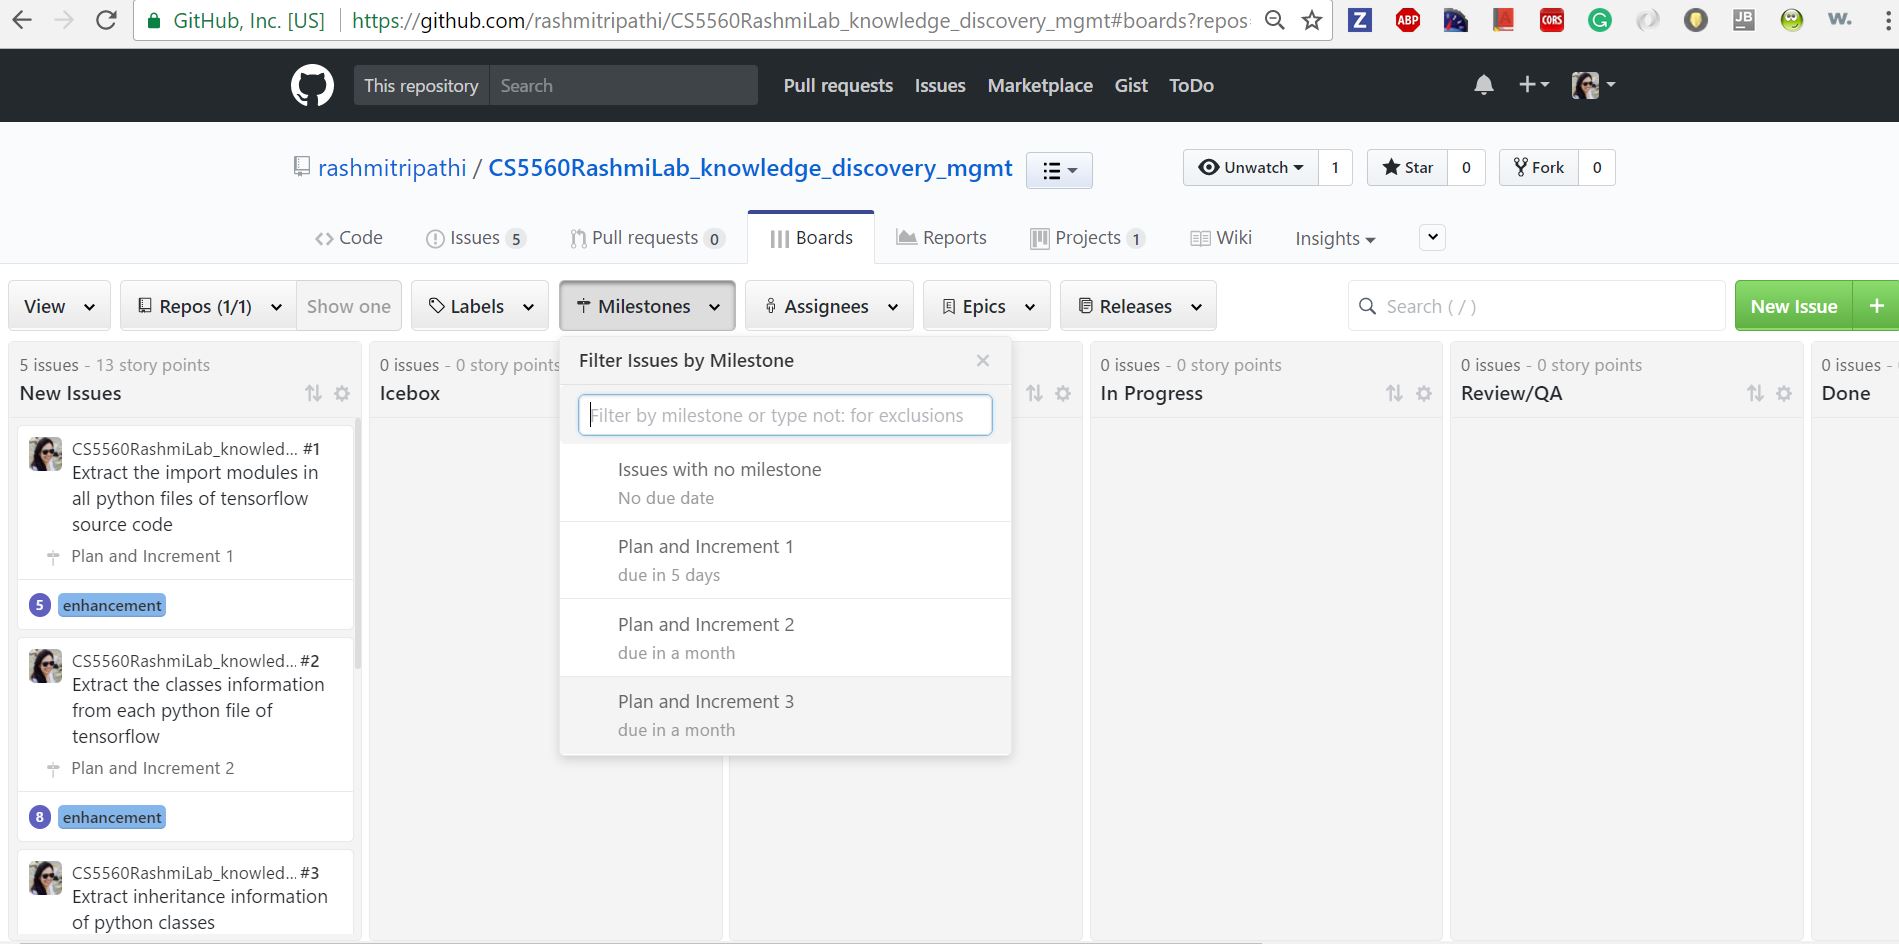 GitHub, Inc. [US]
https://github.com/rashmitripathi/CS5560RashmiLab_knowledge_discovery_mgmt#boards?repos
Z ABP A CORS G JB w.
This repository Search Pull requests Issues Marketplace Gist ToDo
rashmitripathi / CS5560RashmiLab_knowledge_discovery_mgmt
Unwatch 1 Star 0 Fork 0
Code Issues 5 Pull requests 0 Boards Reports Projects 1 Wiki Insights
View Repos (1/1) Show one Labels Milestones Assignees Epics Releases Search ( / ) New Issue +
5 issues - 13 story points
New Issues
CS5560RashmiLab_knowled... #1
Extract the import modules in
all python files of tensorflow
source code
Plan and Increment 1
5 enhancement
CS5560RashmiLab_knowled... #2
Extract the classes information
from each python file of
tensorflow
Plan and Increment 2
8 enhancement
CS5560RashmiLab_knowled... #3
Extract inheritance information
of python classes
0 issues - 0 story points
Icebox
Filter Issues by Milestone
Filter by milestone or type not: for exclusions
Issues with no milestone
No due date
Plan and Increment 1
due in 5 days
Plan and Increment 2
due in a month
Plan and Increment 3
due in a month
0 issues - 0 story points
In Progress
0 issues - 0 story points
Review/QA
0 issues -
Done